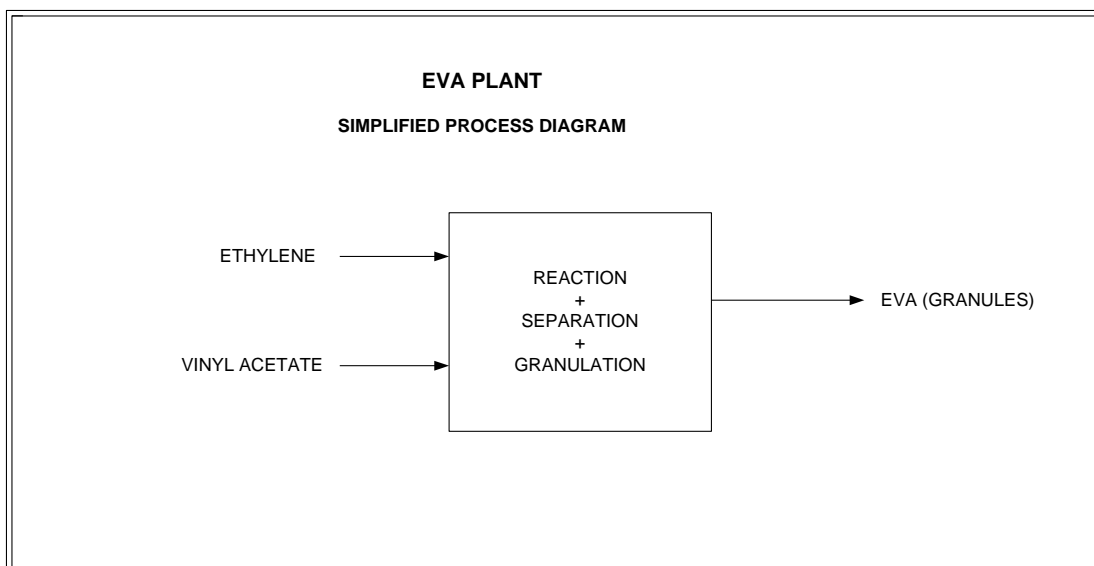 EVA PLANT
SIMPLIFIED PROCESS DIAGRAM
ETHYLENE
VINYL ACETATE
REACTION
+
SEPARATION
+
GRANULATION
EVA (GRANULES)